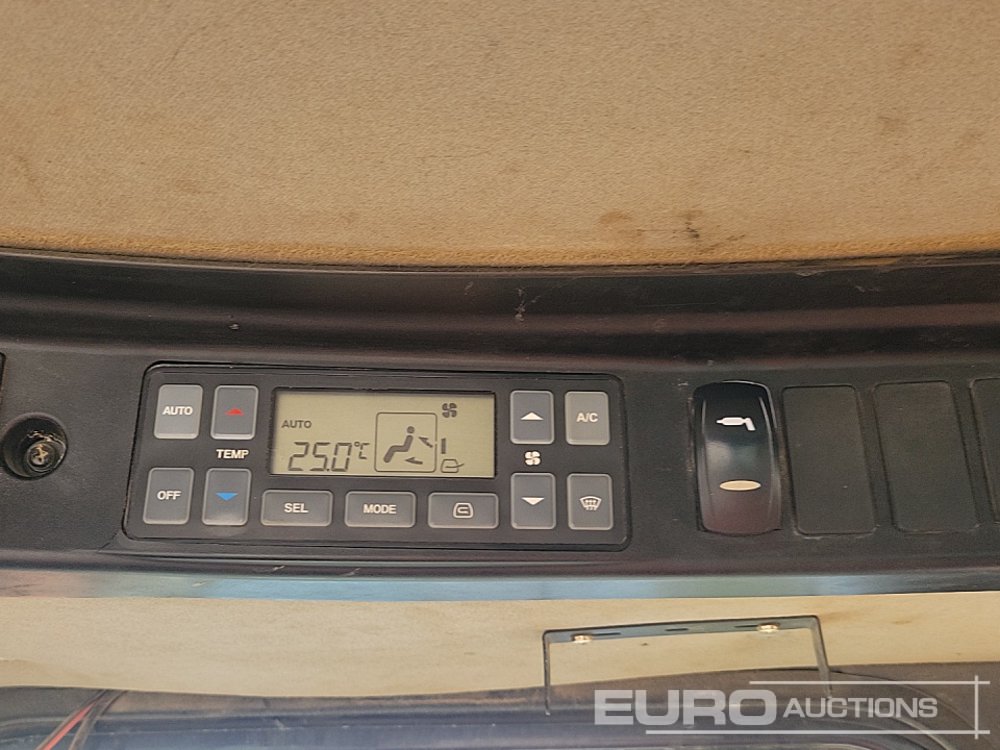 AUTO
A/C
AUTO
25.0°C
TEMP
OFF
SEL
MODE
EURO AUCTIONS